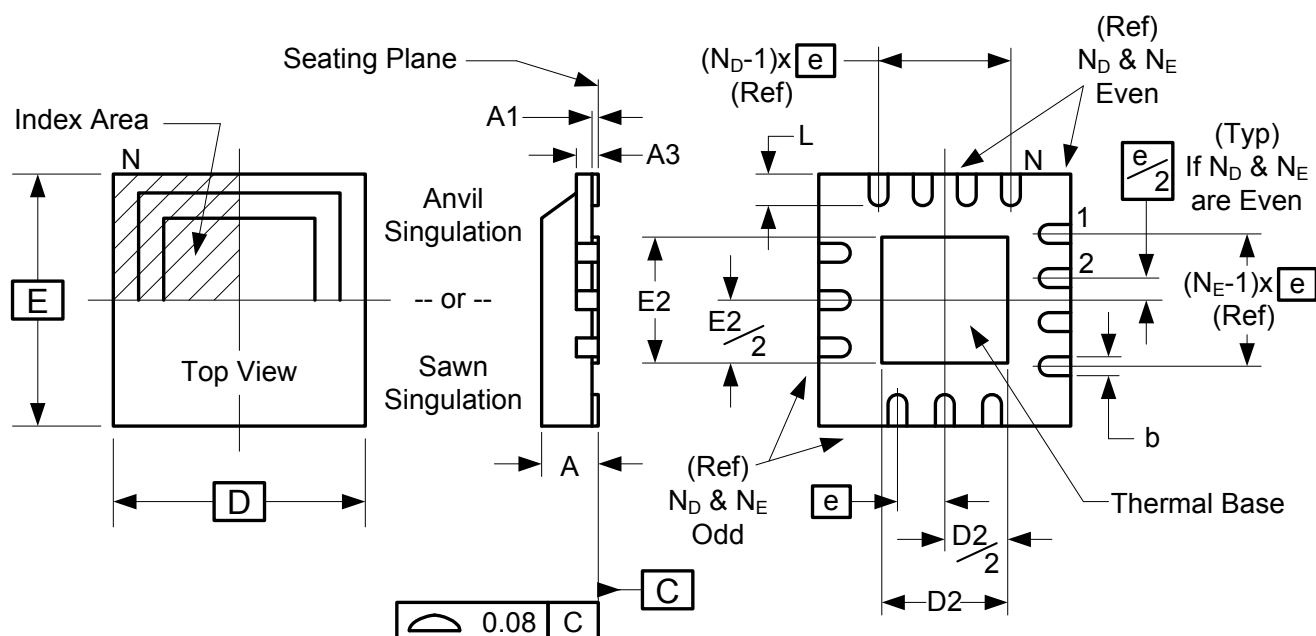 Seating Plane
Index Area
N
E
Top View
D
A1
A3
Anvil
Singulation
-- or --
Sawn
Singulation
A
0.08 C
C
(N_D-1)x e
(Ref)
(Ref)
N_D & N_E
Even
L
N
e/2
(Typ)
If N_D & N_E
are Even
1
2
(N_E-1)x e
(Ref)
E2
E2/2
b
(Ref)
N_D & N_E
Odd
e
Thermal Base
D2/2
D2